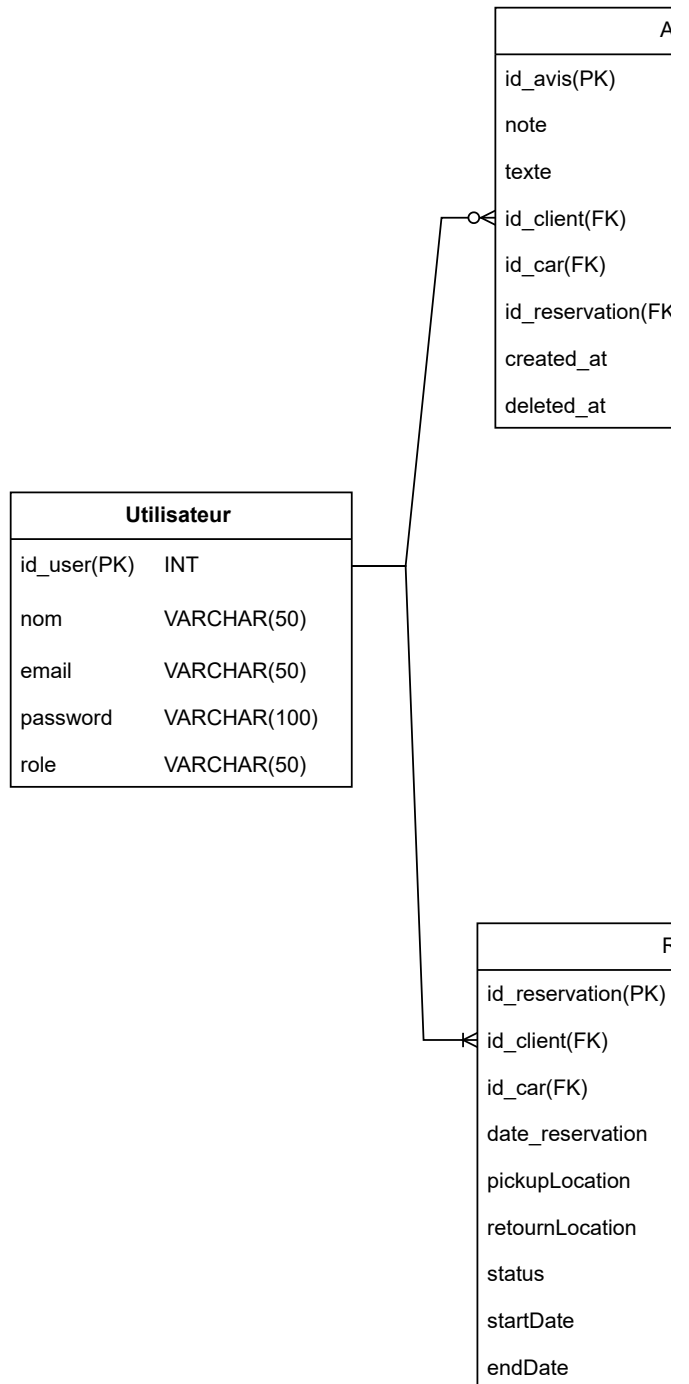 A
id_avis(PK)
note
texte
id_client(FK)
id_car(FK)
id_reservation(FK
created_at
deleted_at
Utilisateur
id_user(PK) INT
nom VARCHAR(50)
email VARCHAR(50)
password VARCHAR(100)
role VARCHAR(50)
R
id_reservation(PK)
id_client(FK)
id_car(FK)
date_reservation
pickupLocation
retournLocation
status
startDate
endDate